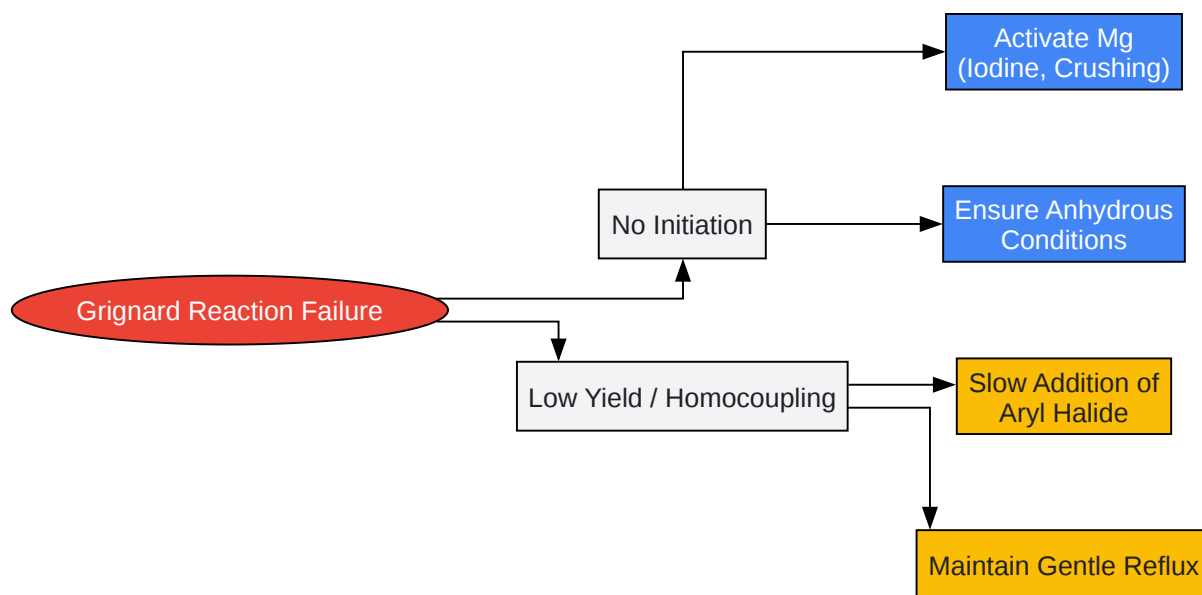 Activate Mg
(Iodine, Crushing)
No Initiation
Ensure Anhydrous
Conditions
Grignard Reaction Failure
Low Yield / Homocoupling
Slow Addition of
Aryl Halide
Maintain Gentle Reflux